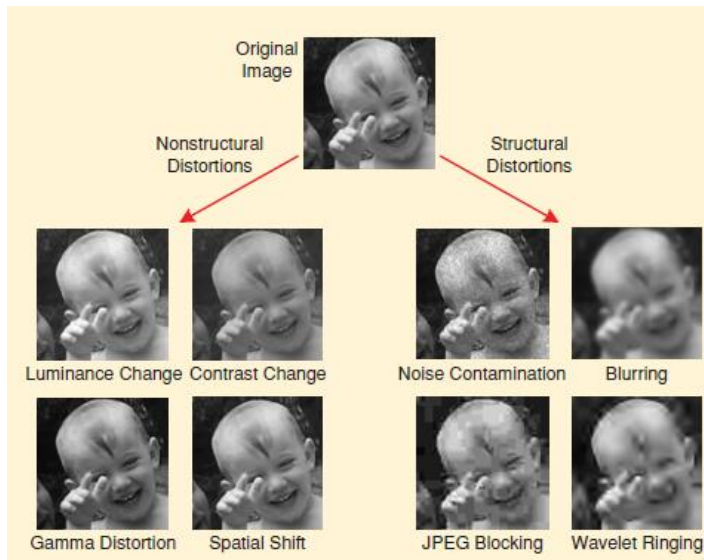 Original
Image
Nonstructural
Distortions
Structural
Distortions
Luminance Change
Contrast Change
Noise Contamination
Blurring
Gamma Distortion
Spatial Shift
JPEG Blocking
Wavelet Ringing